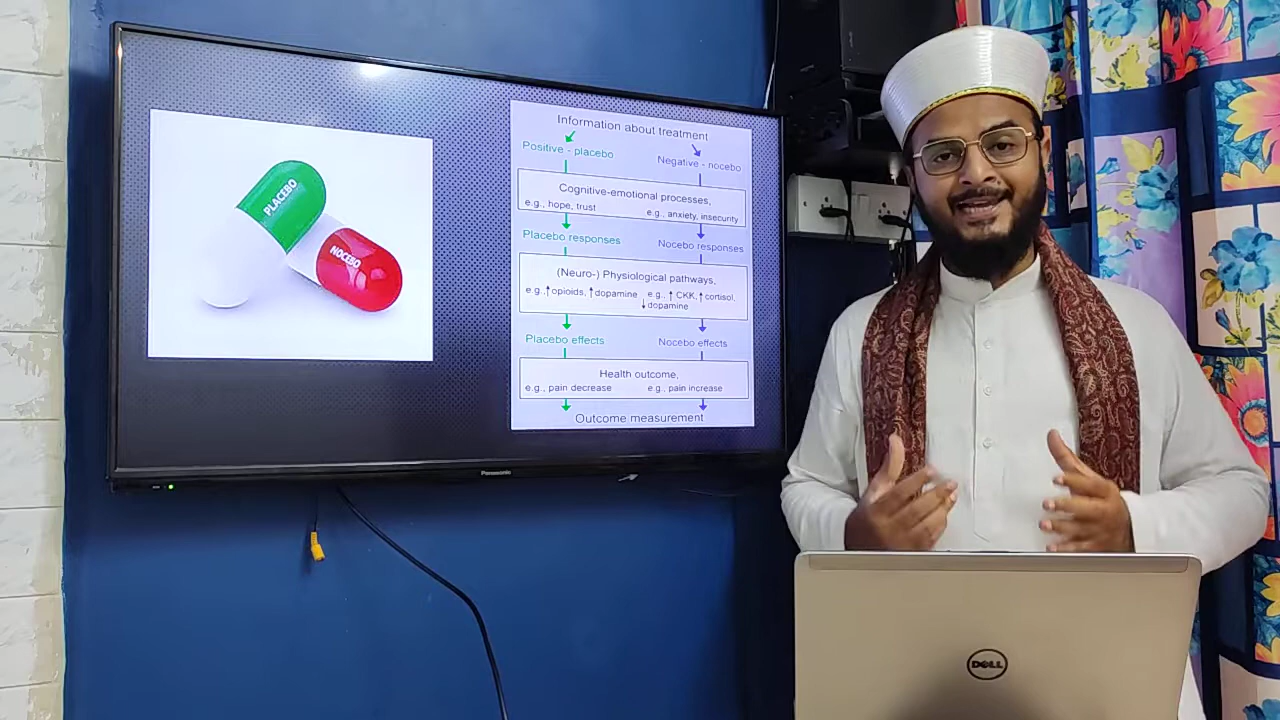 PLACEBO
NOCEBO
Information about treatment
Positive - placebo
Negative - nocebo
Cognitive-emotional processes,
e.g., hope, trust
e.g., anxiety, insecurity
Placebo responses
Nocebo responses
(Neuro-) Physiological pathways,
e.g.,↑opioids, ↑dopamine
e.g., ↑ CKK, ↑cortisol,
↓dopamine
Placebo effects
Nocebo effects
Health outcome,
e.g., pain decrease
e.g., pain increase
Outcome measurement
Panasonic
DELL